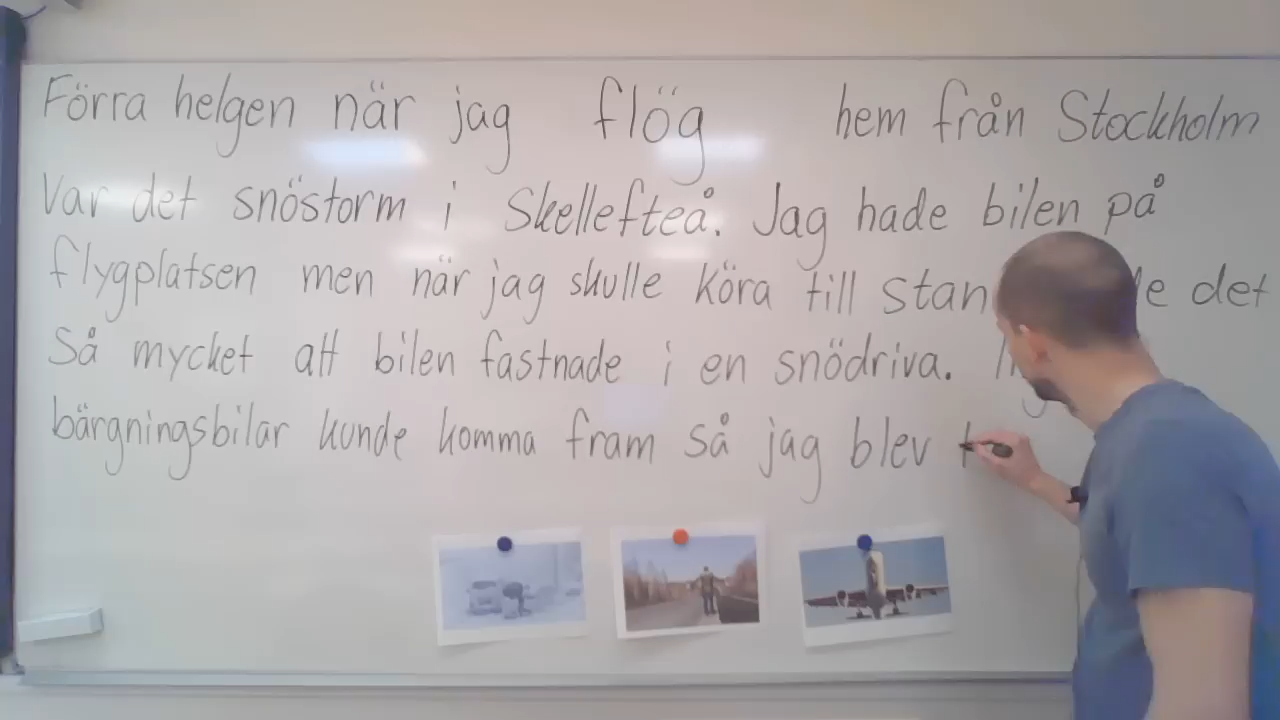 Förra helgen när jag flög hem från Stockholm
Var det snöstorm i Skellefteå. Jag hade bilen på
flygplatsen men när jag skulle köra till det
Så mycket att bilen fastnade i en snödriva.
bärgningsbilar kunde komma fram så jag blev